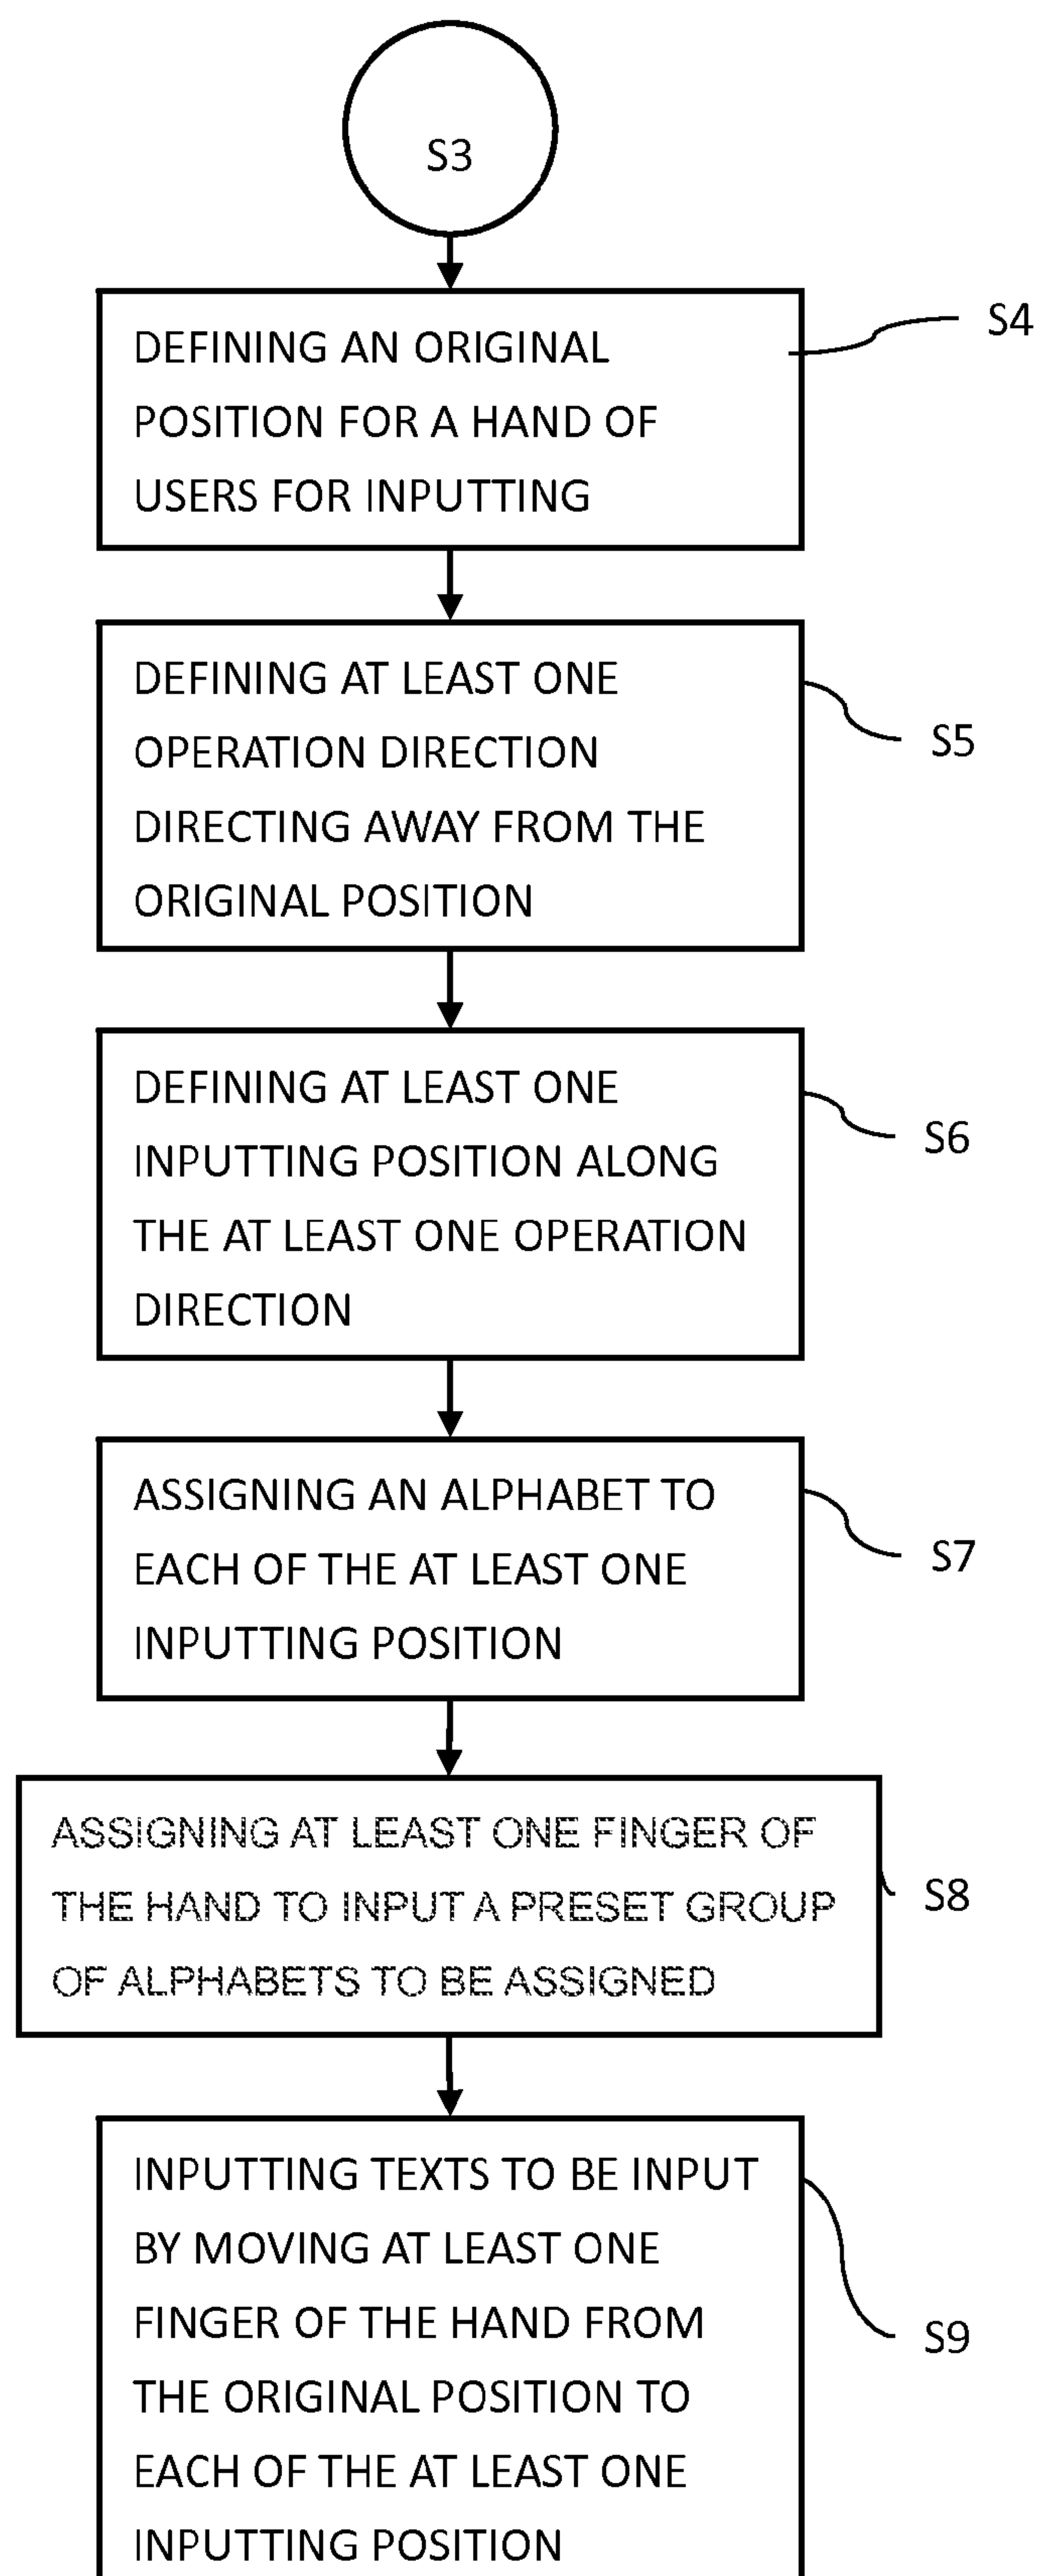 S3
DEFINING AN ORIGINAL
POSITION FOR A HAND OF
USERS FOR INPUTTING
S4
DEFINING AT LEAST ONE
OPERATION DIRECTION
DIRECTING AWAY FROM THE
ORIGINAL POSITION
S5
DEFINING AT LEAST ONE
INPUTTING POSITION ALONG
THE AT LEAST ONE OPERATION
DIRECTION
S6
ASSIGNING AN ALPHABET TO
EACH OF THE AT LEAST ONE
INPUTTING POSITION
S7
ASSIGNING AT LEAST ONE FINGER OF
THE HAND TO INPUT A PRESET GROUP
OF ALPHABETS TO BE ASSIGNED
S8
INPUTTING TEXTS TO BE INPUT
BY MOVING AT LEAST ONE
FINGER OF THE HAND FROM
THE ORIGINAL POSITION TO
EACH OF THE AT LEAST ONE
INPUTTING POSITION
S9